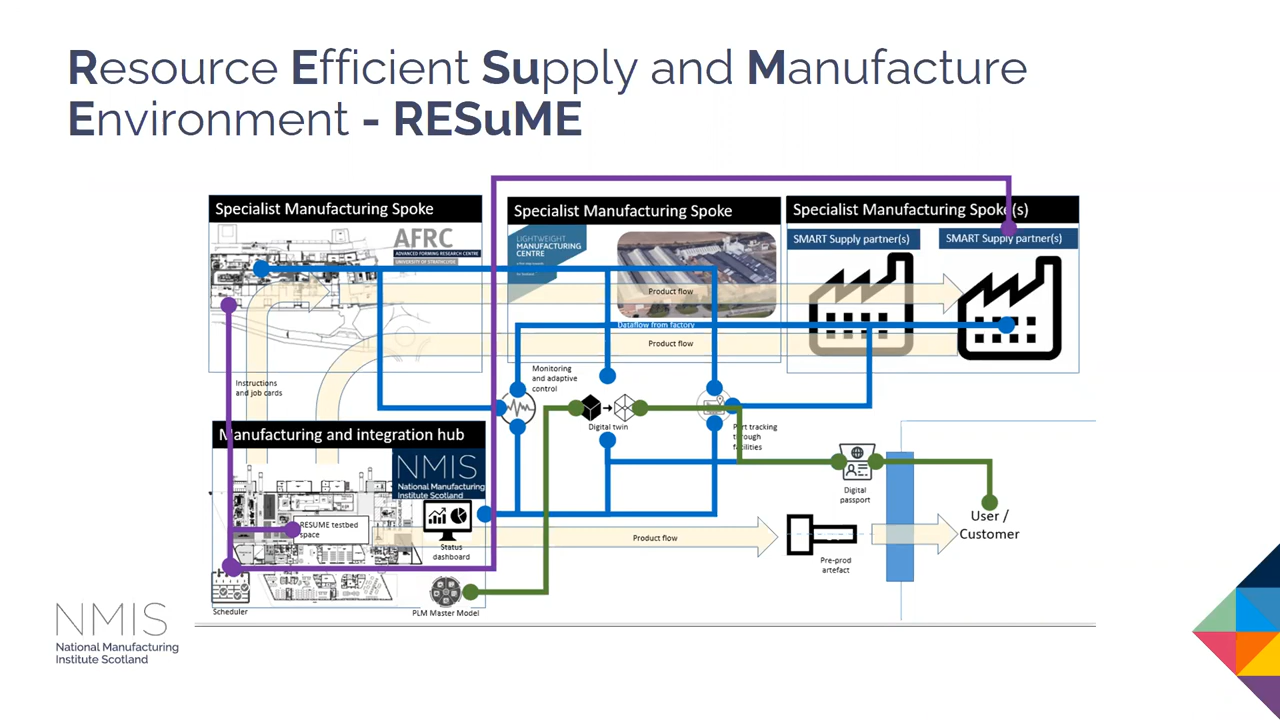 Resource Efficient Supply and Manufacture
Environment - RESuME
Specialist Manufacturing Spoke
AFRC
ADVANCED FORMING RESEARCH CENTRE
UNIVERSITY OF STRATHCLYDE
Specialist Manufacturing Spoke
LIGHTWEIGHT
MANUFACTURING
CENTRE
Specialist Manufacturing Spoke(s)
SMART Supply partner(s)
SMART Supply partner(s)
Product flow
Dataflow from factory
Product flow
Instructions
and job cards
Monitoring
and adaptive
control
Digital twin
Part tracking
through
facilities
Manufacturing and integration hub
NMIS
National Manufacturing
Institute Scotland
RESUME testbed
space
Status
dashboard
Product flow
Digital
passport
Pre-prod
artefact
User /
Customer
Scheduler
PLM Master Model
NMIS
National Manufacturing
Institute Scotland